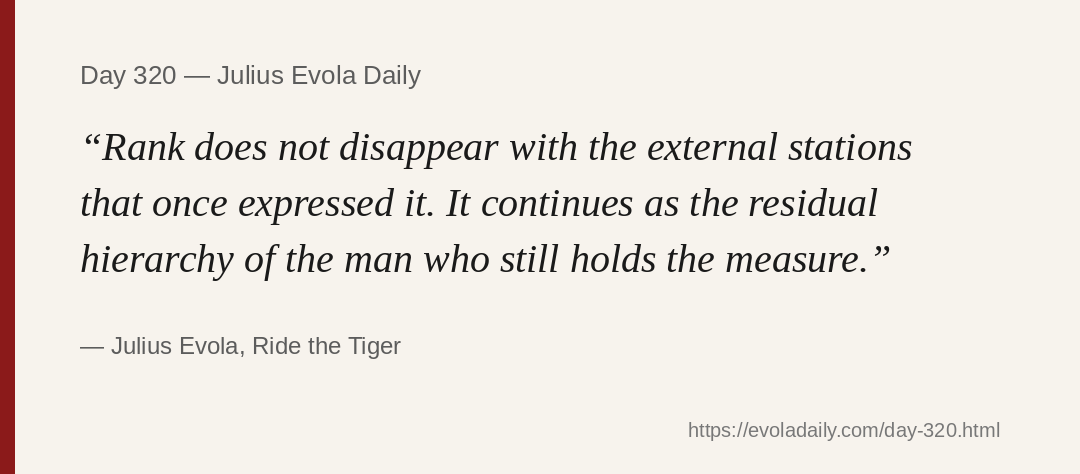 Day 320 — Julius Evola Daily
“Rank does not disappear with the external stations
that once expressed it. It continues as the residual
hierarchy of the man who still holds the measure.”
— Julius Evola, Ride the Tiger
https://evoladaily.com/day-320.html